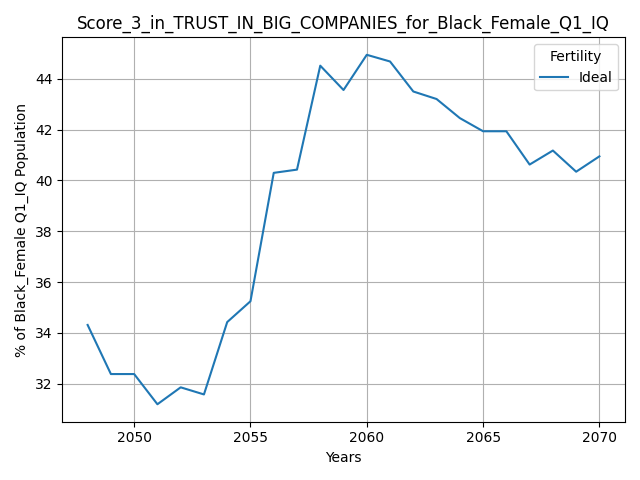 Score_3_in_TRUST_IN_BIG_COMPANIES_for_Black_Female_Q1_IQ
Fertility
Ideal
% of Black_Female Q1_IQ Population
44
42
40
38
36
34
32
2050
2055
2060
2065
2070
Years